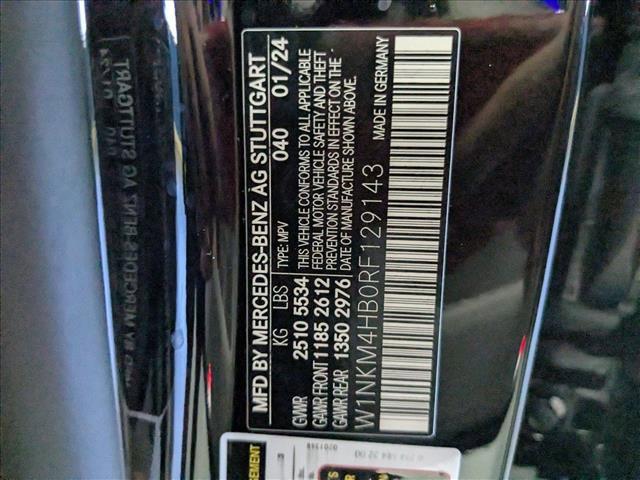 MFD BY MERCEDES-BENZ AG STUTTGART
KG LBS TYPE: MPV 040 01/24
GVWR 2510 5534 THIS VEHICLE CONFORMS TO ALL APPLICABLE
GAWR FRONT 1185 2612 FEDERAL MOTOR VEHICLE SAFETY AND THEFT
GAWR REAR 1350 2976 PREVENTION STANDARDS IN EFFECT ON THE
DATE OF MANUFACTURE SHOWN ABOVE.
W1NKM4HB0RF129143 MADE IN GERMANY